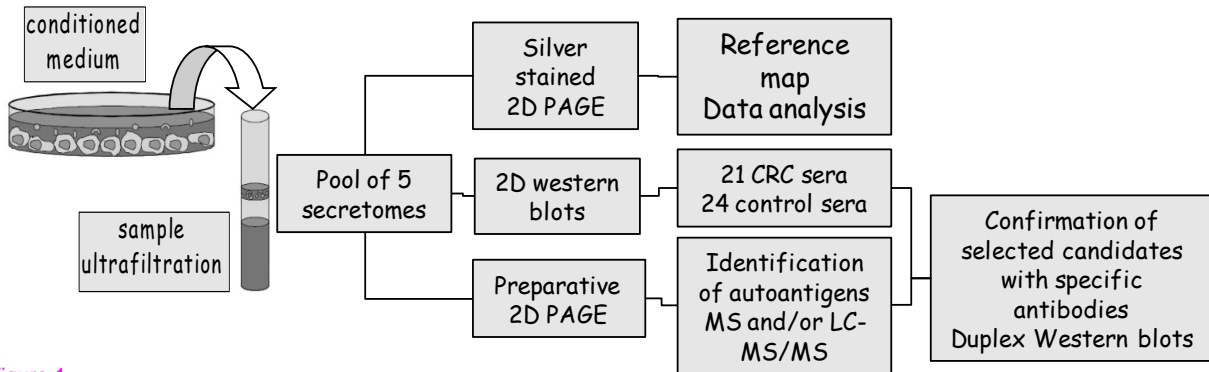 conditioned
medium
sample
ultrafiltration
Pool of 5
secretomes
Silver
stained
2D PAGE
Reference
map
Data analysis
2D western
blots
21 CRC sera
24 control sera
Preparative
2D PAGE
Identification
of autoantigens
MS and/or LC-
MS/MS
Confirmation of
selected candidates
with specific
antibodies
Duplex Western blots